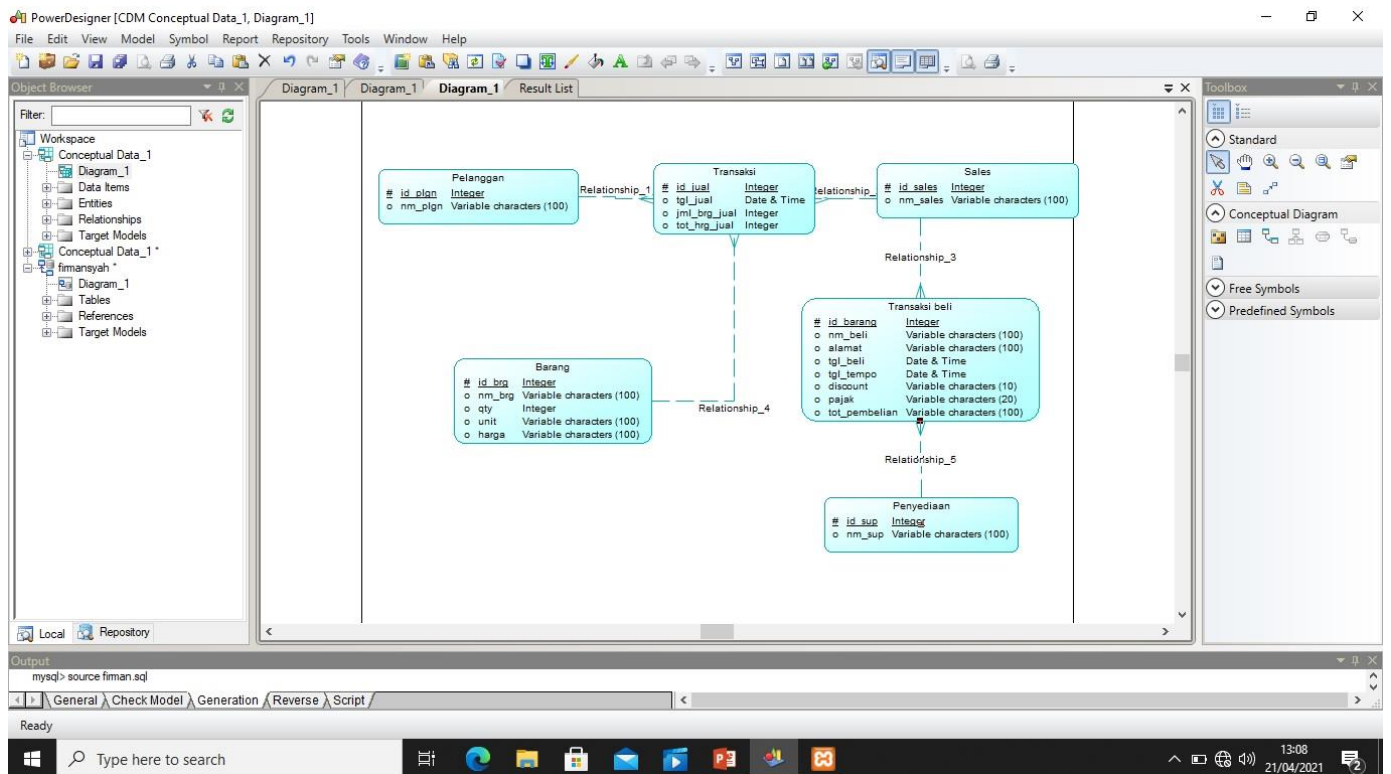 PowerDesigner [CDM Conceptual Data_1, Diagram_1]
File Edit View Model Symbol Report Repository Tools Window Help
Object Browser
Filter:
Workspace
Conceptual Data_1
Diagram_1
Data Items
Entities
Relationships
Target Models
Conceptual Data_1 *
firmansyah *
Diagram_1
Tables
References
Target Models
Local Repository
Diagram_1 Diagram_1 Diagram_1 Result List
Pelanggan
# id_plgn Integer
o nm_plgn Variable characters (100)
Relationship_1
Transaksi
# id_jual Integer
o tgl_jual Date & Time
o jml_brg_jual Integer
o tot_hrg_jual Integer
Relationship_
Sales
# id_sales Integer
o nm_sales Variable characters (100)
Relationship_3
Transaksi beli
# id_barang Integer
o nm_beli Variable characters (100)
o alamat Variable characters (100)
o tgl_beli Date & Time
o tgl_tempo Date & Time
o discount Variable characters (10)
o pajak Variable characters (20)
o tot_pembelian Variable characters (100)
Barang
# id_brg Integer
o nm_brg Variable characters (100)
o qty Integer
o unit Variable characters (100)
o harga Variable characters (100)
Relationship_4
Relationship_5
Penyediaan
# id_sup Integer
o nm_sup Variable characters (100)
Toolbox
Standard
Conceptual Diagram
Free Symbols
Predefined Symbols
Output
mysql> source firman.sql
General Check Model Generation Reverse Script
Ready
Type here to search
13:08
21/04/2021
2